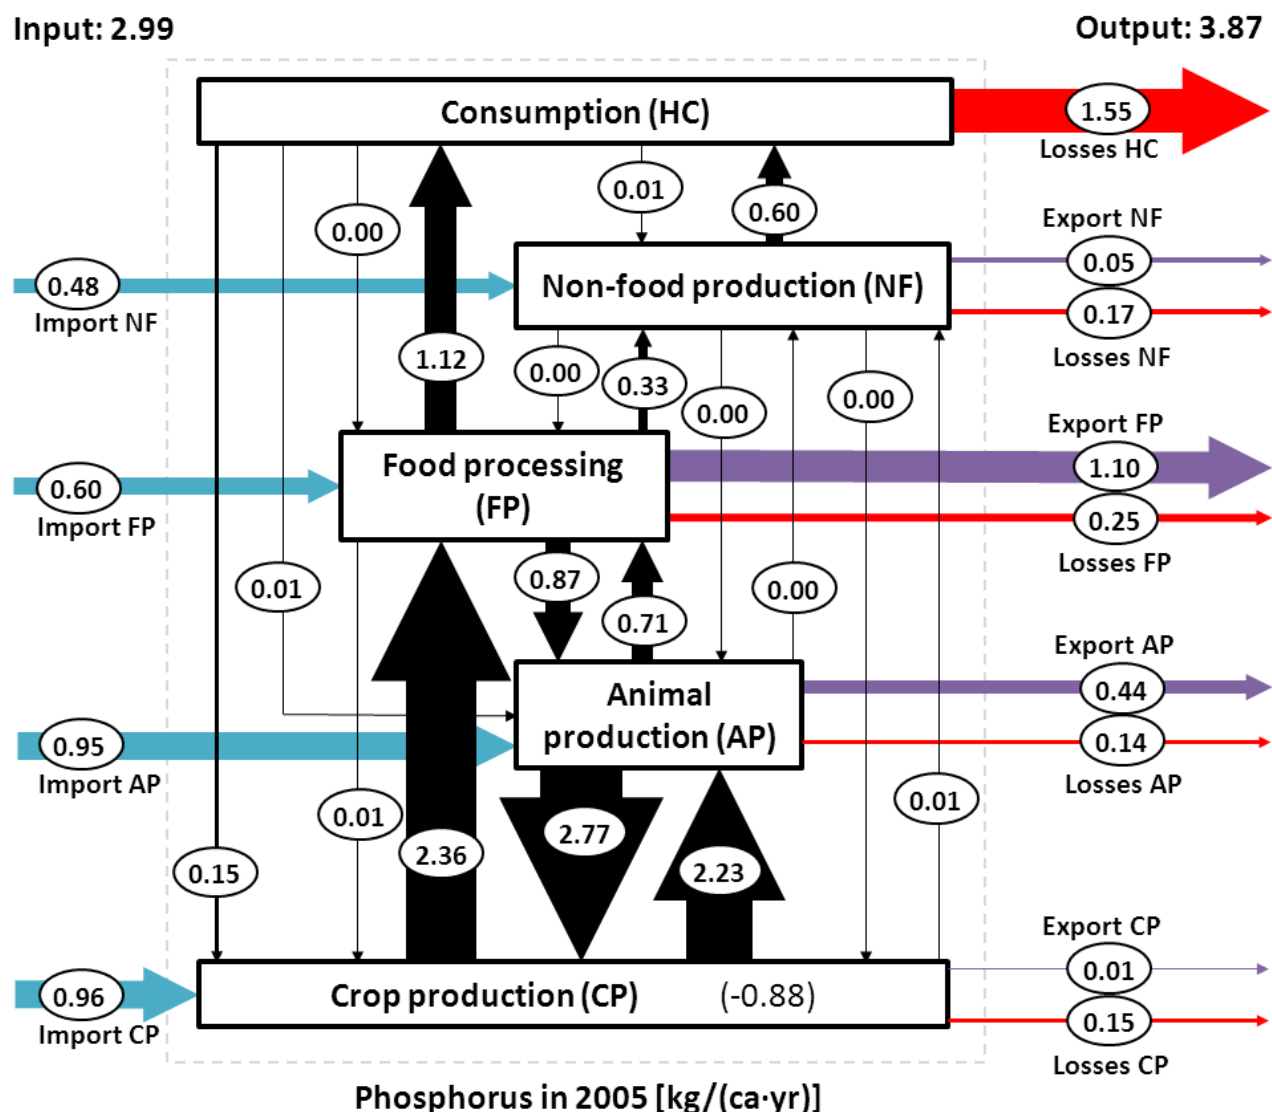 Input: 2.99
Output: 3.87
Consumption (HC)
1.55
Losses HC
0.00
0.01
0.60
Export NF
0.05
0.48
Import NF
Non-food production (NF)
0.17
Losses NF
1.12
0.00
0.33
0.00
0.00
Export FP
1.10
0.60
Import FP
Food processing
(FP)
0.25
Losses FP
0.01
0.87
0.71
0.00
Export AP
0.44
0.95
Import AP
Animal
production (AP)
0.14
Losses AP
0.01
2.36
2.77
2.23
0.01
0.15
Export CP
0.01
0.96
Import CP
Crop production (CP) (-0.88)
0.15
Losses CP
Phosphorus in 2005 [kg/(ca·yr)]